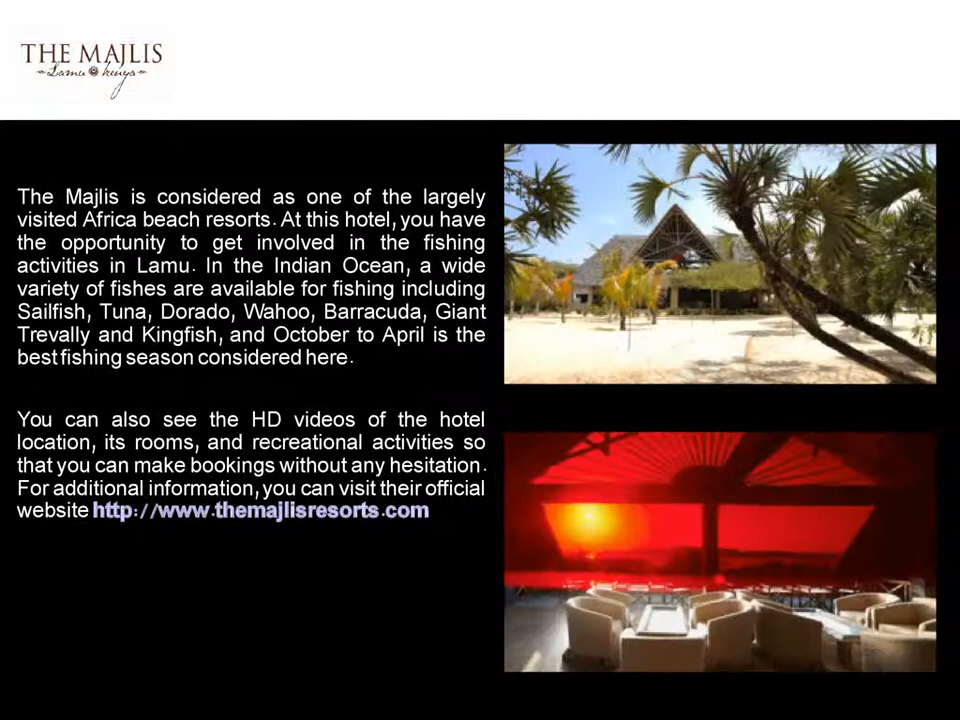 THE MAJLIS
Lamu Kenya
The Majlis is considered as one of the largely
visited Africa beach resorts. At this hotel, you have
the opportunity to get involved in the fishing
activities in Lamu. In the Indian Ocean, a wide
variety of fishes are available for fishing including
Sailfish, Tuna, Dorado, Wahoo, Barracuda, Giant
Trevally and Kingfish, and October to April is the
best fishing season considered here.
You can also see the HD videos of the hotel
location, its rooms, and recreational activities so
that you can make bookings without any hesitation.
For additional information, you can visit their official
website http://www.themajlisresorts.com